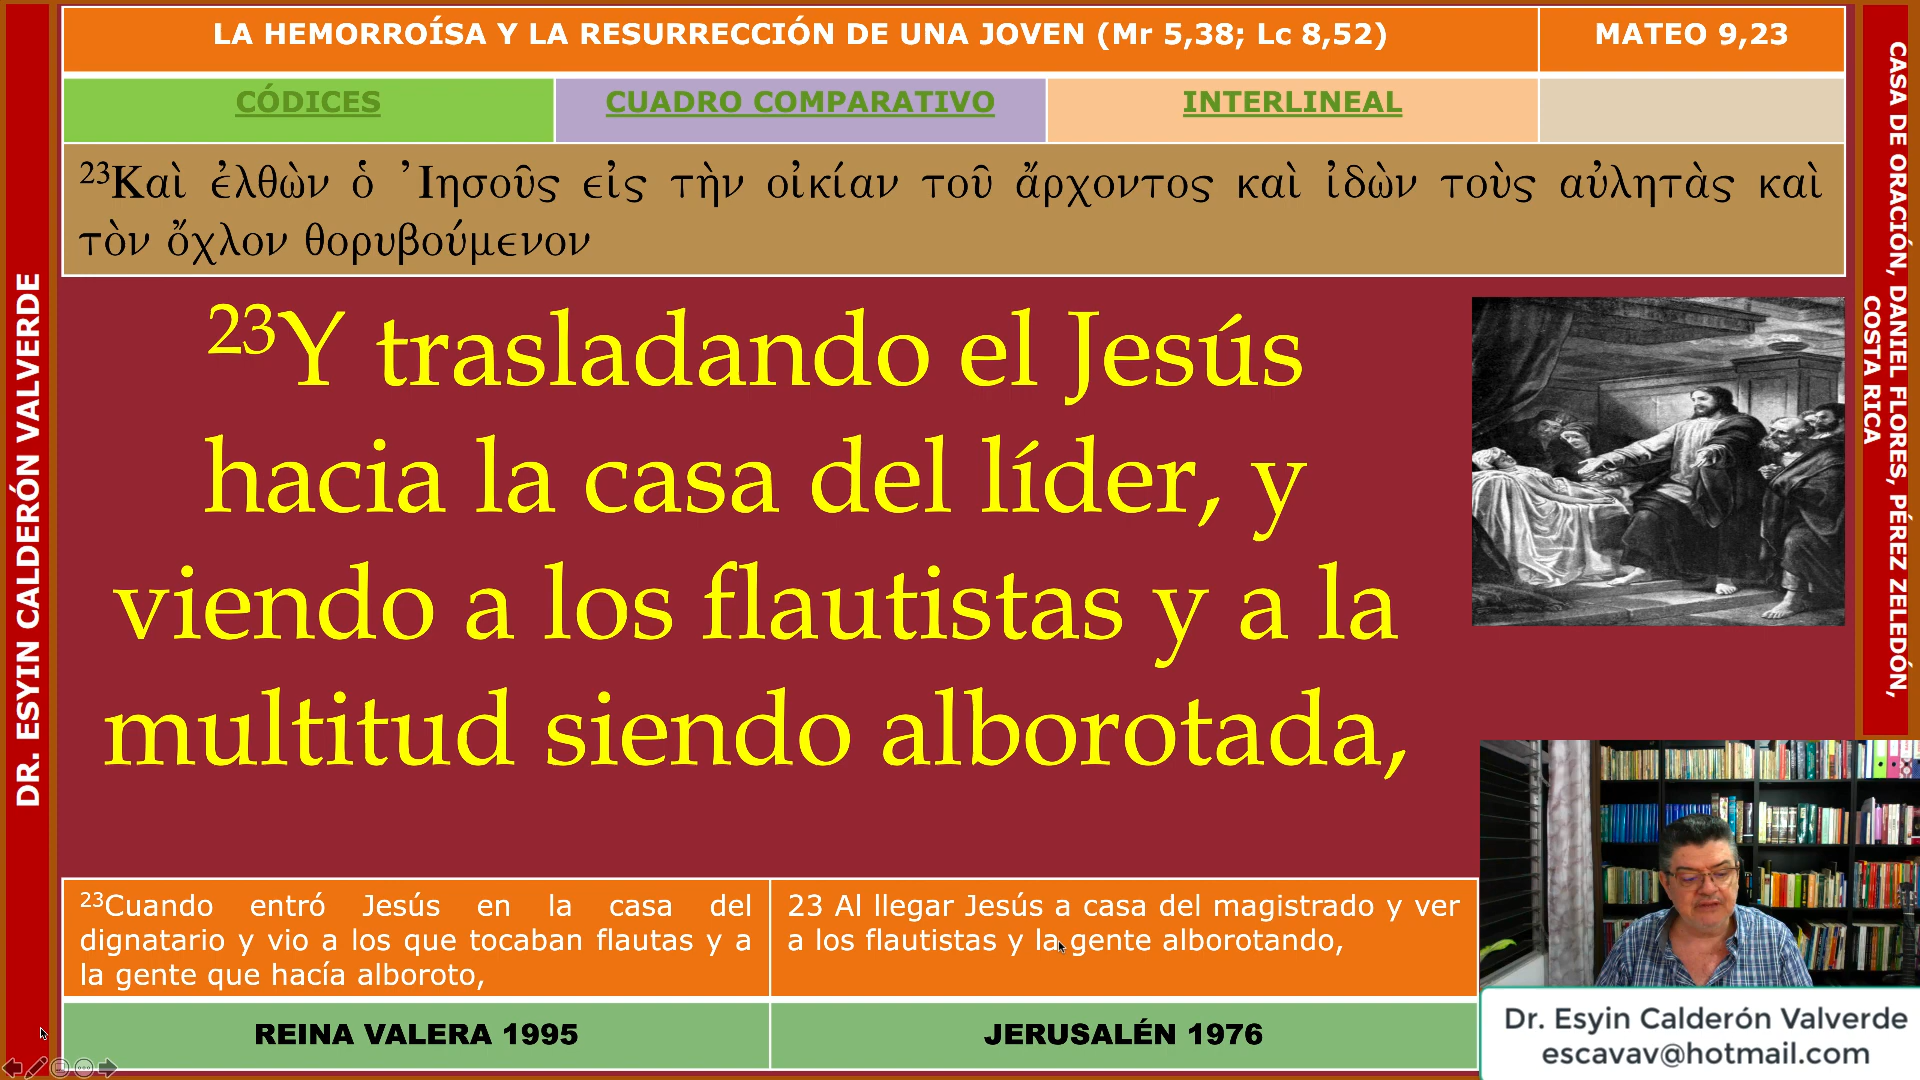 LA HEMORROÍSA Y LA RESURRECCIÓN DE UNA JOVEN (Mr 5,38; Lc 8,52)
MATEO 9,23
CÓDICES
CUADRO COMPARATIVO
INTERLINEAL
²³Καὶ ἐλθὼν ὁ Ἰησοῦς εἰς τὴν οἰκίαν τοῦ ἄρχοντος καὶ ἰδὼν τοὺς αὐλητὰς καὶ
τὸν ὄχλον θορυβούμενον
²³Y trasladando el Jesús
hacia la casa del líder, y
viendo a los flautistas y a la
multitud siendo alborotada,
²³Cuando entró Jesús en la casa del
dignatario y vio a los que tocaban flautas y a
la gente que hacía alboroto,
23 Al llegar Jesús a casa del magistrado y ver
a los flautistas y la gente alborotando,
REINA VALERA 1995
JERUSALÉN 1976
DR. ESYIN CALDERÓN VALVERDE
CASA DE ORACIÓN, DANIEL FLORES, PÉREZ ZELEDÓN,
COSTA RICA
Dr. Esyin Calderón Valverde
escavav@hotmail.com